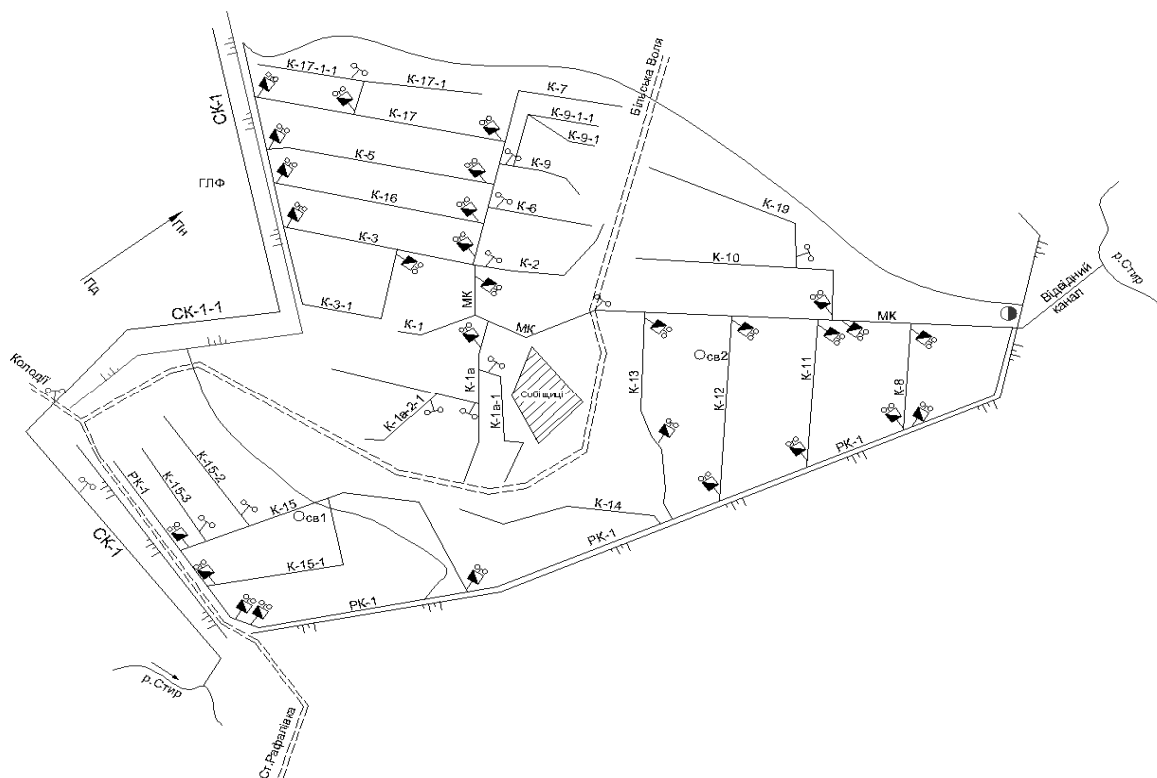 К-17-1-1
К-17-1
К-7
Більська Воля
СК-1
К-17
К-9-1-1
К-9-1
К-5
К-9
ГЛФ
К-16
К-6
К-19
Пн
Пд
К-3
К-2
К-10
р.Стир
Відвідний
канал
К-3-1
МК
СК-1-1
К-1
МК
МК
Колодії
К-1а
св2
К-13
К-12
К-11
К-8
Собіщиці
К-1а-2-1
К-1а-1
РК-1
К-15-2
К-15-3
РК-1
К-15
св1
К-14
РК-1
СК-1
К-15-1
РК-1
р.Стир
Ст.Рафалівка